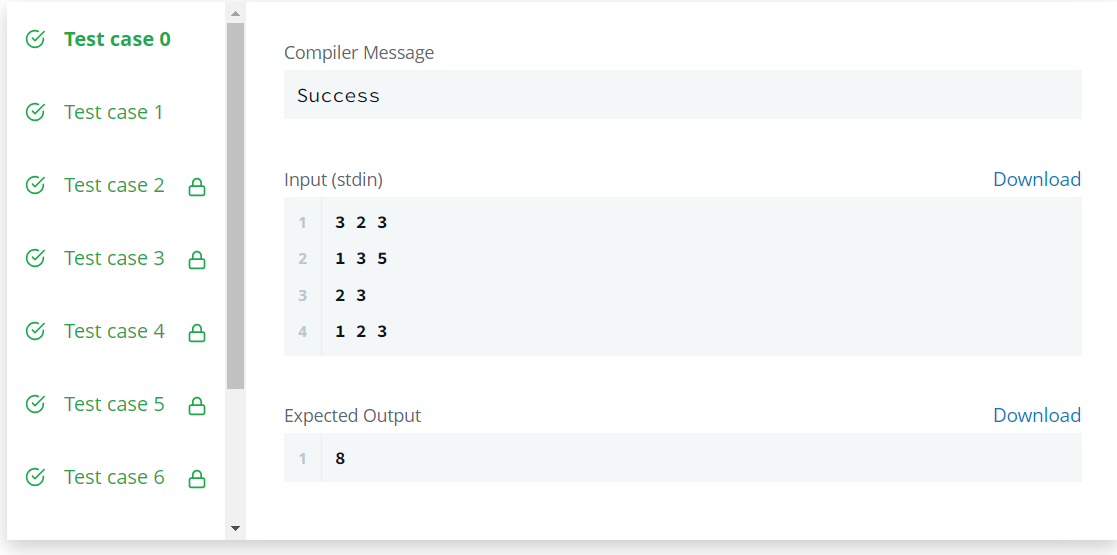 Test case 0
Test case 1
Test case 2
Test case 3
Test case 4
Test case 5
Test case 6
Compiler Message
Success
Input (stdin) Download
1 3 2 3
2 1 3 5
3 2 3
4 1 2 3
Expected Output Download
1 8